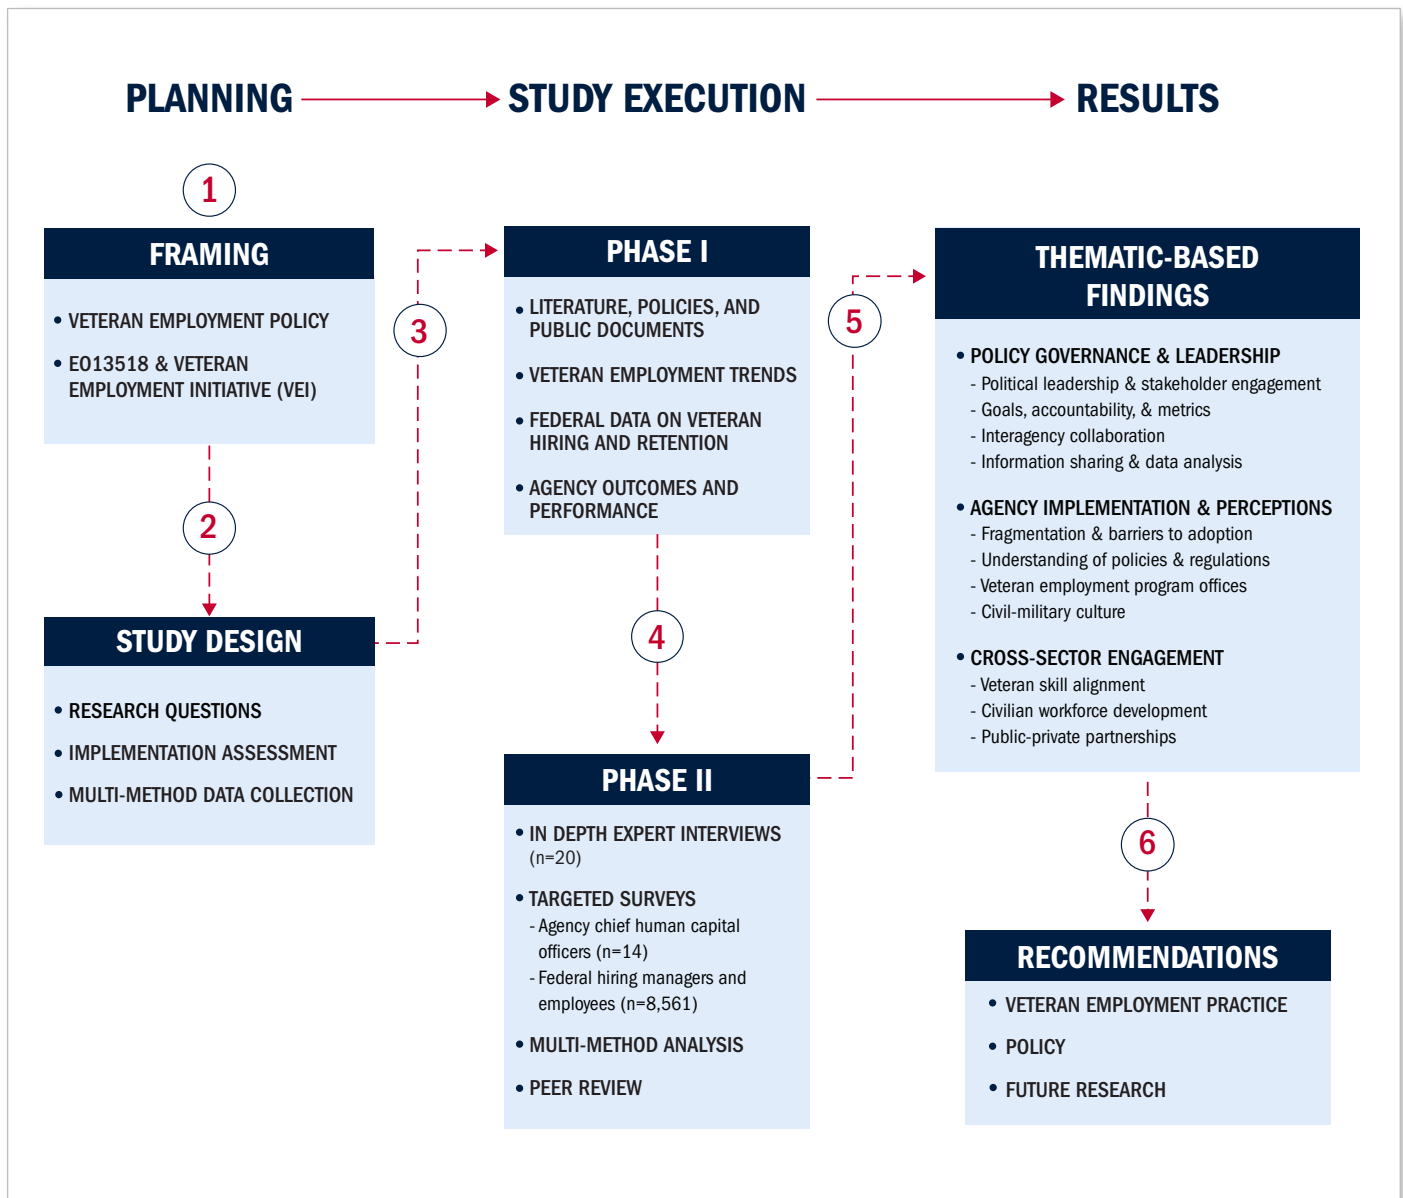 PLANNING
STUDY EXECUTION
RESULTS
1
FRAMING
• VETERAN EMPLOYMENT POLICY
• EO13518 & VETERAN
EMPLOYMENT INITIATIVE (VEI)
2
STUDY DESIGN
• RESEARCH QUESTIONS
• IMPLEMENTATION ASSESSMENT
• MULTI-METHOD DATA COLLECTION
3
PHASE I
• LITERATURE, POLICIES, AND
PUBLIC DOCUMENTS
• VETERAN EMPLOYMENT TRENDS
• FEDERAL DATA ON VETERAN
HIRING AND RETENTION
• AGENCY OUTCOMES AND
PERFORMANCE
4
PHASE II
• IN DEPTH EXPERT INTERVIEWS
(n=20)
• TARGETED SURVEYS
- Agency chief human capital
officers (n=14)
- Federal hiring managers and
employees (n=8,561)
• MULTI-METHOD ANALYSIS
• PEER REVIEW
5
THEMATIC-BASED
FINDINGS
• POLICY GOVERNANCE & LEADERSHIP
- Political leadership & stakeholder engagement
- Goals, accountability, & metrics
- Interagency collaboration
- Information sharing & data analysis
• AGENCY IMPLEMENTATION & PERCEPTIONS
- Fragmentation & barriers to adoption
- Understanding of policies & regulations
- Veteran employment program offices
- Civil-military culture
• CROSS-SECTOR ENGAGEMENT
- Veteran skill alignment
- Civilian workforce development
- Public-private partnerships
6
RECOMMENDATIONS
• VETERAN EMPLOYMENT PRACTICE
• POLICY
• FUTURE RESEARCH